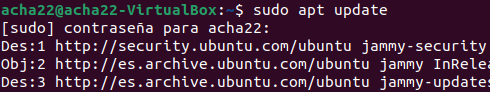 acha22@acha22-VirtualBox:~$ sudo apt update
[sudo] contraseña para acha22:
Des:1 http://security.ubuntu.com/ubuntu jammy-security
Obj:2 http://es.archive.ubuntu.com/ubuntu jammy InRelea
Des:3 http://es.archive.ubuntu.com/ubuntu jammy-updates